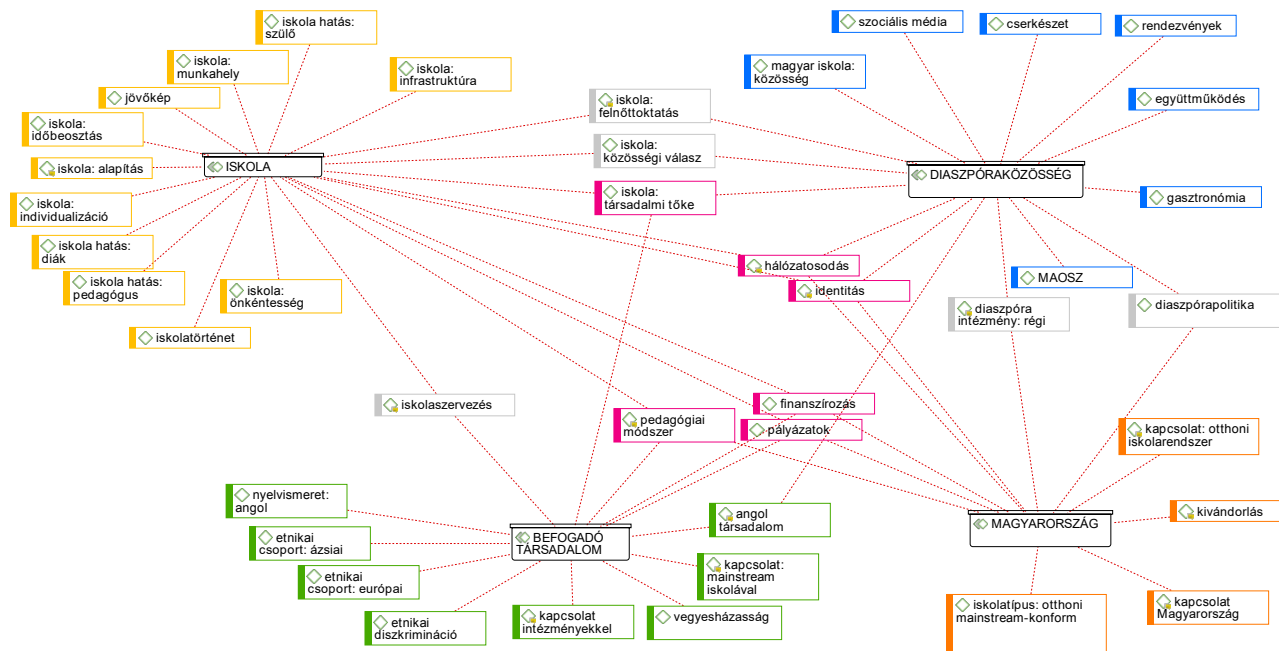 iskola hatás:
szülő
szociális média
cserkészet
rendezvények
iskola:
munkahely
iskola:
infrastruktúra
magyar iskola:
közösség
jövőkép
iskola:
felnőttoktatás
együttműködés
iskola:
időbeosztás
iskola:
közösségi válasz
iskola: alapítás
ISKOLA
DIASZPÓRAKÖZÖSSÉG
iskola:
társadalmi tőke
gasztronómia
iskola:
individualizáció
iskola hatás:
diák
hálózatosodás
iskola hatás:
pedagógus
iskola:
önkéntesség
identitás
MAOSZ
diaszpóra
intézmény: régi
diaszpórapolitika
iskolatörténet
iskolaszervezés
finanszírozás
pedagógiai
módszer
pályázatok
kapcsolat: otthoni
iskolarendszer
nyelvismeret:
angol
angol
társadalom
kivándorlás
etnikai
csoport: ázsiai
BEFOGADÓ
TÁRSADALOM
MAGYARORSZÁG
etnikai
csoport: európai
kapcsolat:
mainstream
iskolával
etnikai
diszkrimináció
kapcsolat
intézményekkel
vegyesházasság
iskolatípus: otthoni
mainstream-konform
kapcsolat
Magyarország